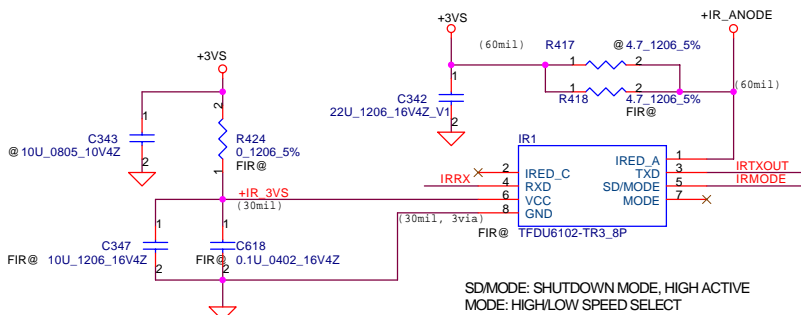 +3VS
+IR_ANODE
(60mil)
R417
@ 4.7_1206_5%
1
2
+3VS
(60mil)
1
2
R418
4.7_1206_5%
FIR@
1
C342
22U_1206_16V4Z_V1
2
1
C343
@ 10U_0805_10V4Z
2
2
R424
0_1206_5%
FIR@
1
IR1
2
IRED_C
IRED_A
1
IRRX
4
RXD
TXD
3
IRTXOUT
+IR_3VS
6
VCC
SD/MODE
5
IRMODE
(30mil)
8
GND
MODE
7
(30mil, 3via)
FIR@
TFDU6102-TR3_8P
1
C347
FIR@
10U_1206_16V4Z
2
1
C618
FIR@
0.1U_0402_16V4Z
2
SD/MODE: SHUTDOWN MODE, HIGH ACTIVE
MODE: HIGH/LOW SPEED SELECT